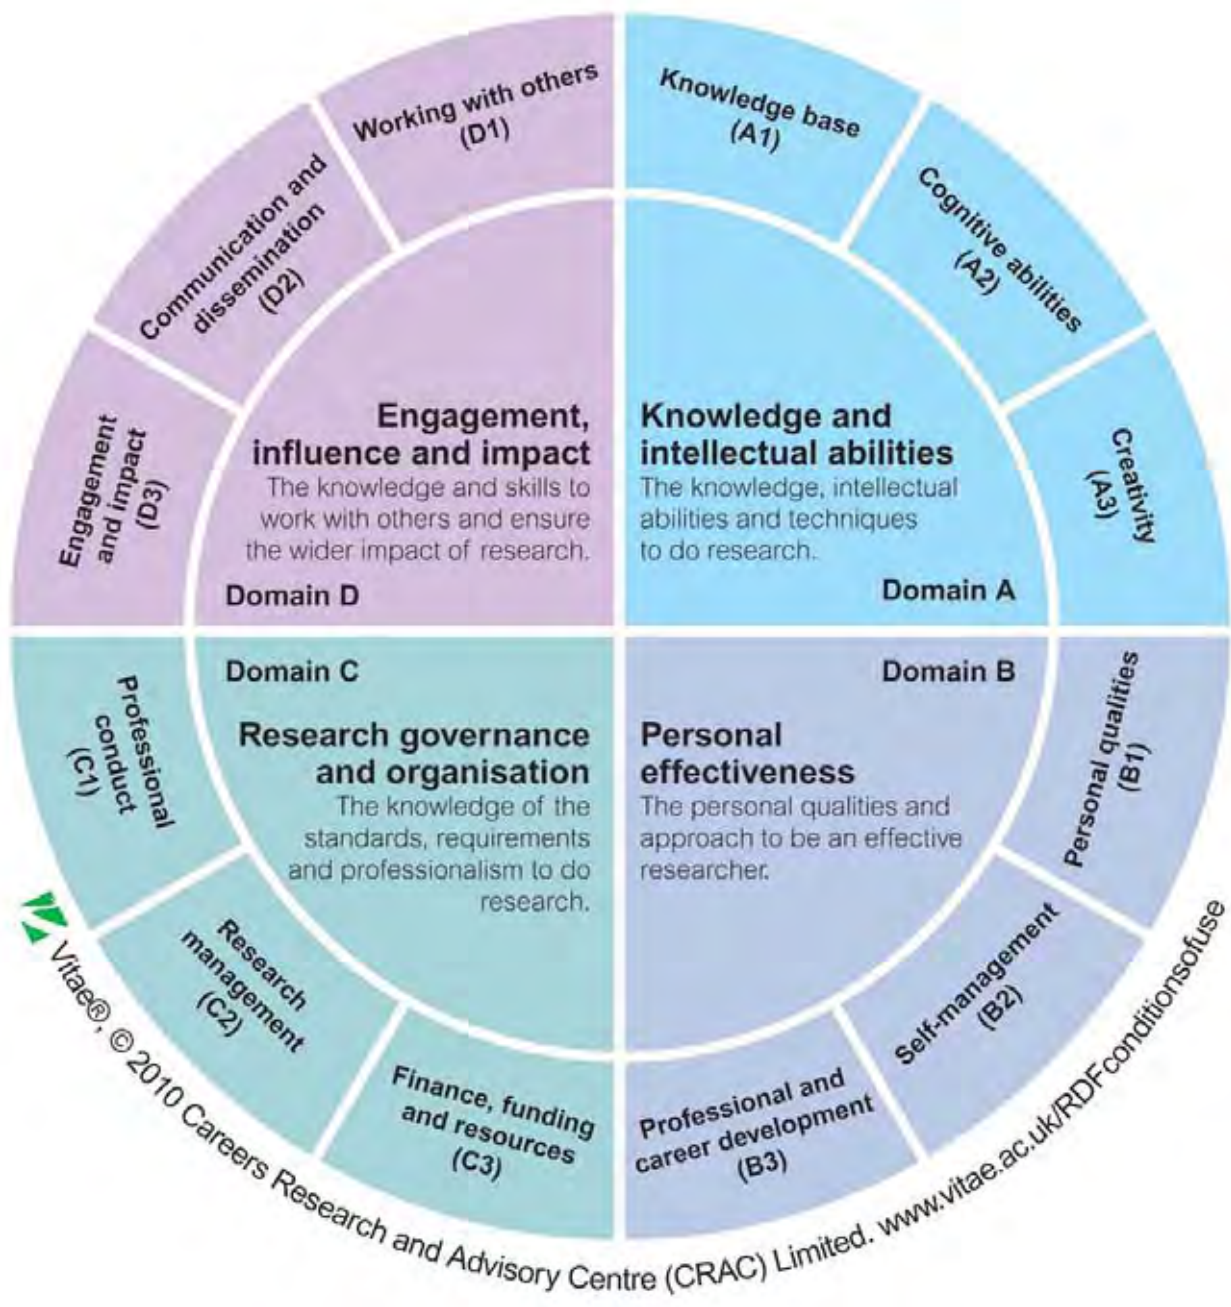 Working with others
(D1)
Knowledge base
(A1)
Communication and
dissemination
(D2)
Cognitive abilities
(A2)
Engagement
and impact
(D3)
Creativity
(A3)
Engagement,
influence and impact
The knowledge and skills to
work with others and ensure
the wider impact of research.
Domain D
Knowledge and
intellectual abilities
The knowledge, intellectual
abilities and techniques
to do research.
Domain A
Domain C
Research governance
and organisation
The knowledge of the
standards, requirements
and professionalism to do
research.
Domain B
Personal
effectiveness
The personal qualities and
approach to be an effective
researcher.
Professional
conduct
(C1)
Personal qualities
(B1)
Research
management
(C2)
Self-management
(B2)
Finance, funding
and resources
(C3)
Professional and
career development
(B3)
Vitae®, © 2010 Careers Research and Advisory Centre (CRAC) Limited. www.vitae.ac.uk/RDFconditionsofuse